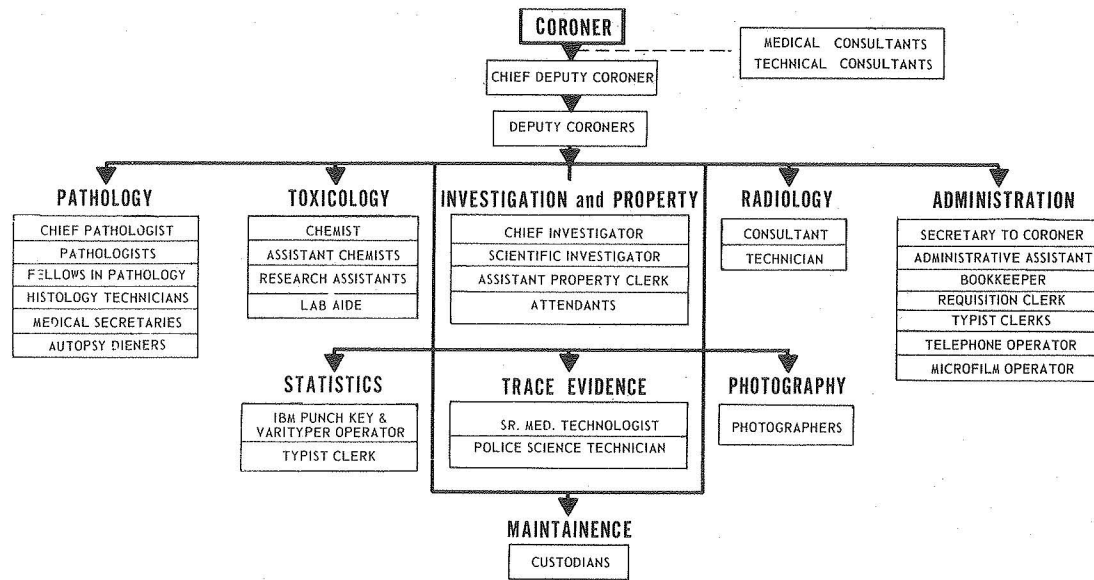 CORONER
MEDICAL CONSULTANTS
TECHNICAL CONSULTANTS
CHIEF DEPUTY CORONER
DEPUTY CORONERS
PATHOLOGY
CHIEF PATHOLOGIST
PATHOLOGISTS
FELLOWS IN PATHOLOGY
HISTOLOGY TECHNICIANS
MEDICAL SECRETARIES
AUTOPSY DIENERS
TOXICOLOGY
CHEMIST
ASSISTANT CHEMISTS
RESEARCH ASSISTANTS
LAB AIDE
INVESTIGATION and PROPERTY
CHIEF INVESTIGATOR
SCIENTIFIC INVESTIGATOR
ASSISTANT PROPERTY CLERK
ATTENDANTS
RADIOLOGY
CONSULTANT
TECHNICIAN
ADMINISTRATION
SECRETARY TO CORONER
ADMINISTRATIVE ASSISTANT
BOOKKEEPER
REQUISITION CLERK
TYPIST CLERKS
TELEPHONE OPERATOR
MICROFILM OPERATOR
STATISTICS
IBM PUNCH KEY &
VARITYPER OPERATOR
TYPIST CLERK
TRACE EVIDENCE
SR. MED. TECHNOLOGIST
POLICE SCIENCE TECHNICIAN
PHOTOGRAPHY
PHOTOGRAPHERS
MAINTAINENCE
CUSTODIANS